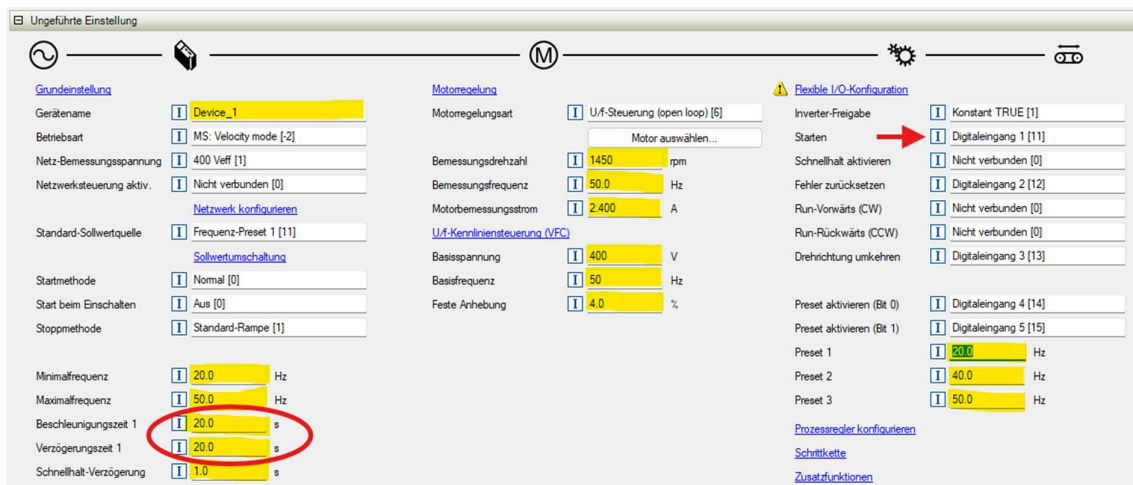 Ungeführte Einstellung
Grundeinstellung
Gerätename I Device_1
Betriebsart I MS: Velocity mode [-2]
Netz-Bemessungsspannung I 400 Veff [1]
Netzwerksteuerung aktiv. I Nicht verbunden [0]
Netzwerk konfigurieren
Standard-Sollwertquelle I Frequenz-Preset 1 [11]
Sollwertumschaltung
Startmethode I Normal [0]
Start beim Einschalten I Aus [0]
Stoppmethode I Standard-Rampe [1]
Minimalfrequenz I 20.0 Hz
Maximalfrequenz I 50.0 Hz
Beschleunigungszeit 1 I 20.0 s
Verzögerungszeit 1 I 20.0 s
Schnellhalt-Verzögerung I 1.0 s
M
Motorregelung
Motorregelungsart I U/f-Steuerung (open loop) [6]
Motor auswählen...
Bemessungsdrehzahl I 1450 rpm
Bemessungsfrequenz I 50.0 Hz
Motorbemessungsstrom I 2.400 A
U/f-Kennliniensteuerung (VFC)
Basisspannung I 400 V
Basisfrequenz I 50 Hz
Feste Anhebung I 4.0 %
Flexible I/O-Konfiguration
Inverter-Freigabe I Konstant TRUE [1]
Starten I Digitaleingang 1 [11]
Schnellhalt aktivieren I Nicht verbunden [0]
Fehler zurücksetzen I Digitaleingang 2 [12]
Run-Vorwärts (CW) I Nicht verbunden [0]
Run-Rückwärts (CCW) I Nicht verbunden [0]
Drehrichtung umkehren I Digitaleingang 3 [13]
Preset aktivieren (Bit 0) I Digitaleingang 4 [14]
Preset aktivieren (Bit 1) I Digitaleingang 5 [15]
Preset 1 I 20.0 Hz
Preset 2 I 40.0 Hz
Preset 3 I 50.0 Hz
Prozessregler konfigurieren
Schrittkette
Zusatzfunktionen